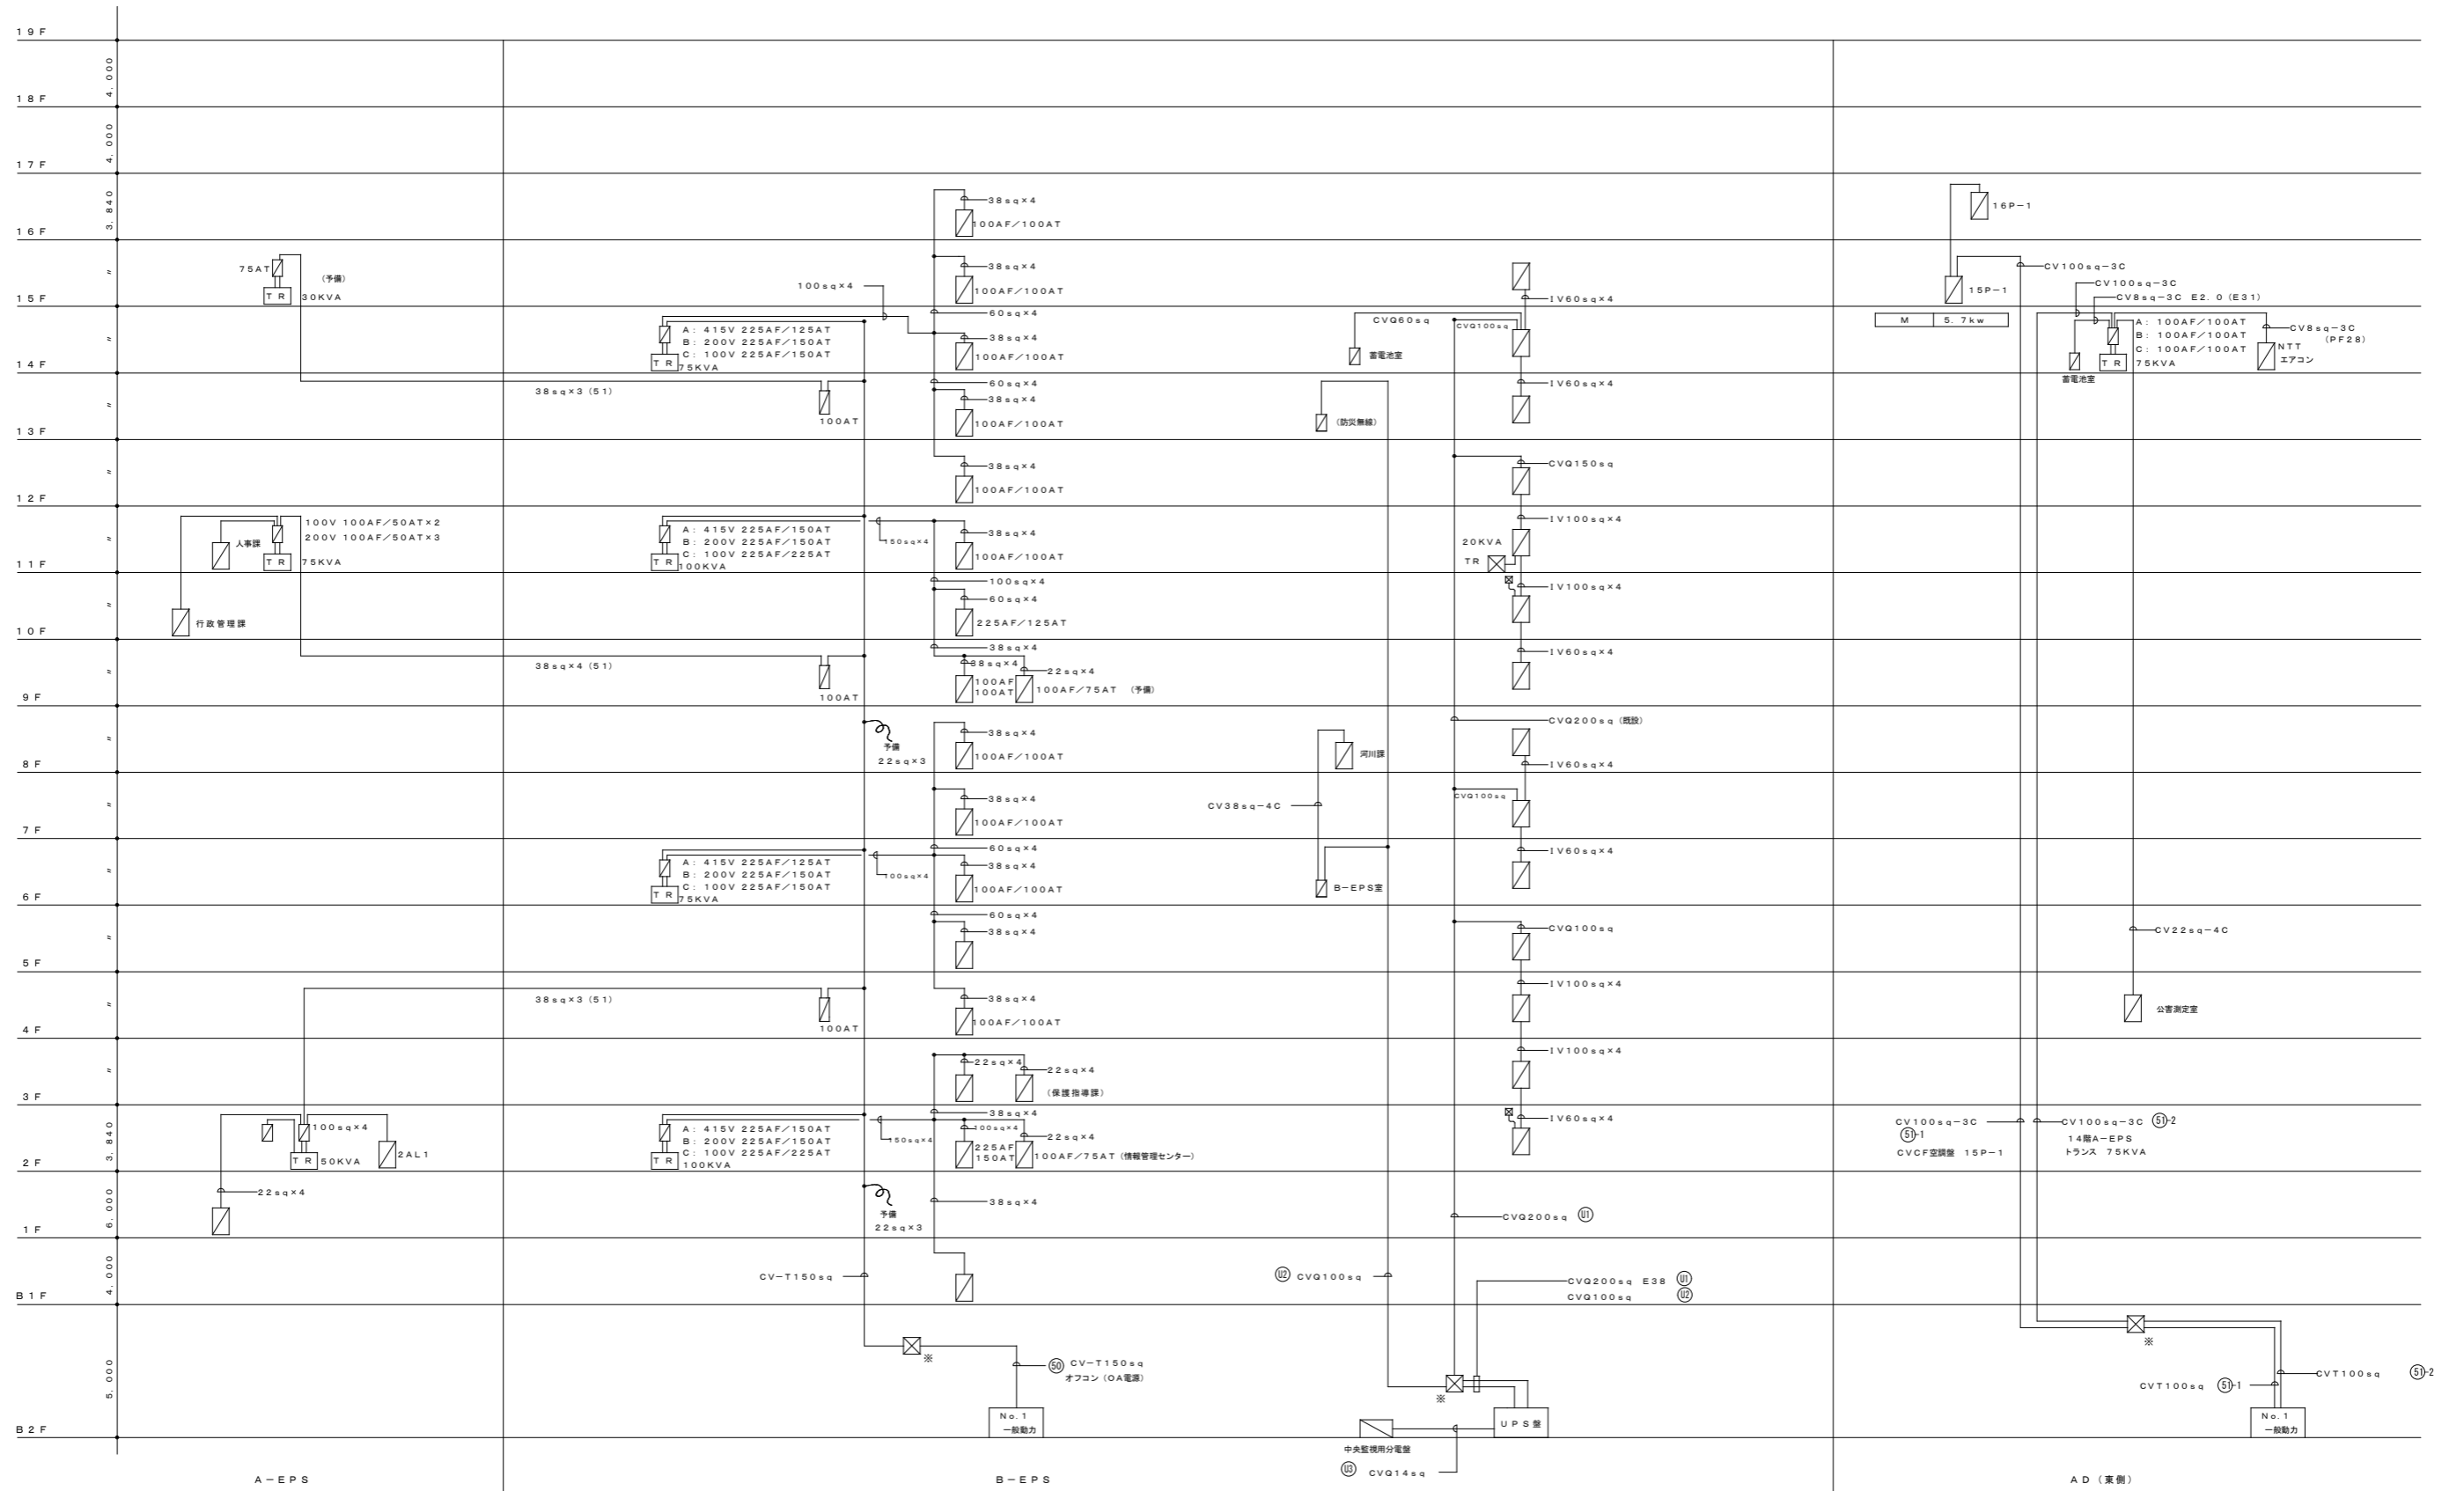 19F
4,000
18F
4,000
17F
3,840
38sq×4
100AF/100AT
16P-1
16F
〃
75AT
(予備)
TR
30KVA
100sq×4
38sq×4
100AF/100AT
IV60sq×4
CV100sq-3C
15P-1
CV100sq-3C
CV8sq-3C E2.0(E31)
15F
〃
A: 415V 225AF/125AT
B: 200V 225AF/150AT
C: 100V 225AF/150AT
TR
75KVA
60sq×4
38sq×4
100AF/100AT
CVQ60sq
蓄電池室
CVQ100sq
M 5.7kw
A: 100AF/100AT
B: 100AF/100AT
C: 100AF/100AT
TR
75KVA
蓄電池室
CV8sq-3C
(PF28)
NTT
エアコン
14F
〃
38sq×3(51)
100AT
60sq×4
38sq×4
100AF/100AT
(防災無線)
IV60sq×4
13F
〃
38sq×4
100AF/100AT
CVQ150sq
12F
〃
人事課
100V 100AF/50AT×2
200V 100AF/50AT×3
TR
75KVA
A: 415V 225AF/150AT
B: 200V 225AF/150AT
C: 100V 225AF/225AT
TR
100KVA
150sq×4
38sq×4
100AF/100AT
IV100sq×4
20KVA
TR
11F
〃
行政管理課
100sq×4
60sq×4
225AF/125AT
IV100sq×4
10F
〃
38sq×4(51)
100AT
38sq×4
38sq×4
100AF
100AT
22sq×4
100AF/75AT (予備)
IV60sq×4
9F
〃
予備
22sq×3
38sq×4
100AF/100AT
河川課
CVQ200sq(既設)
IV60sq×4
8F
〃
38sq×4
100AF/100AT
CV38sq-4C
CVQ100sq
7F
〃
A: 415V 225AF/125AT
B: 200V 225AF/150AT
C: 100V 225AF/150AT
TR
75KVA
100sq×4
60sq×4
38sq×4
100AF/100AT
B-EPS室
IV60sq×4
6F
〃
60sq×4
38sq×4
CVQ100sq
CV22sq-4C
5F
〃
38sq×3(51)
100AT
38sq×4
100AF/100AT
IV100sq×4
公害測定室
4F
〃
22sq×4
22sq×4
(保護指導課)
IV100sq×4
3F
3,840
100sq×4
TR
50KVA
2AL1
A: 415V 225AF/150AT
B: 200V 225AF/150AT
C: 100V 225AF/225AT
TR
100KVA
150sq×4
38sq×4
100sq×4
225AF
150AT
22sq×4
100AF/75AT(情報管理センター)
IV60sq×4
CV100sq-3C
51-1
CVCF空調盤 15P-1
CV100sq-3C 51-2
14階A-EPS
トランス 75KVA
2F
6,000
22sq×4
予備
22sq×3
38sq×4
CVQ200sq U1
1F
4,000
CV-T150sq
U2 CVQ100sq
CVQ200sq E38 U1
CVQ100sq U2
B1F
5,000
※
50 CV-T150sq
オフコン(OA電源)
No.1
一般動力
※
UPS盤
※
CVT100sq 51-1
CVT100sq 51-2
No.1
一般動力
B2F
中央監視用分電盤
U3 CVQ14sq
A-EPS
B-EPS
AD(東側)